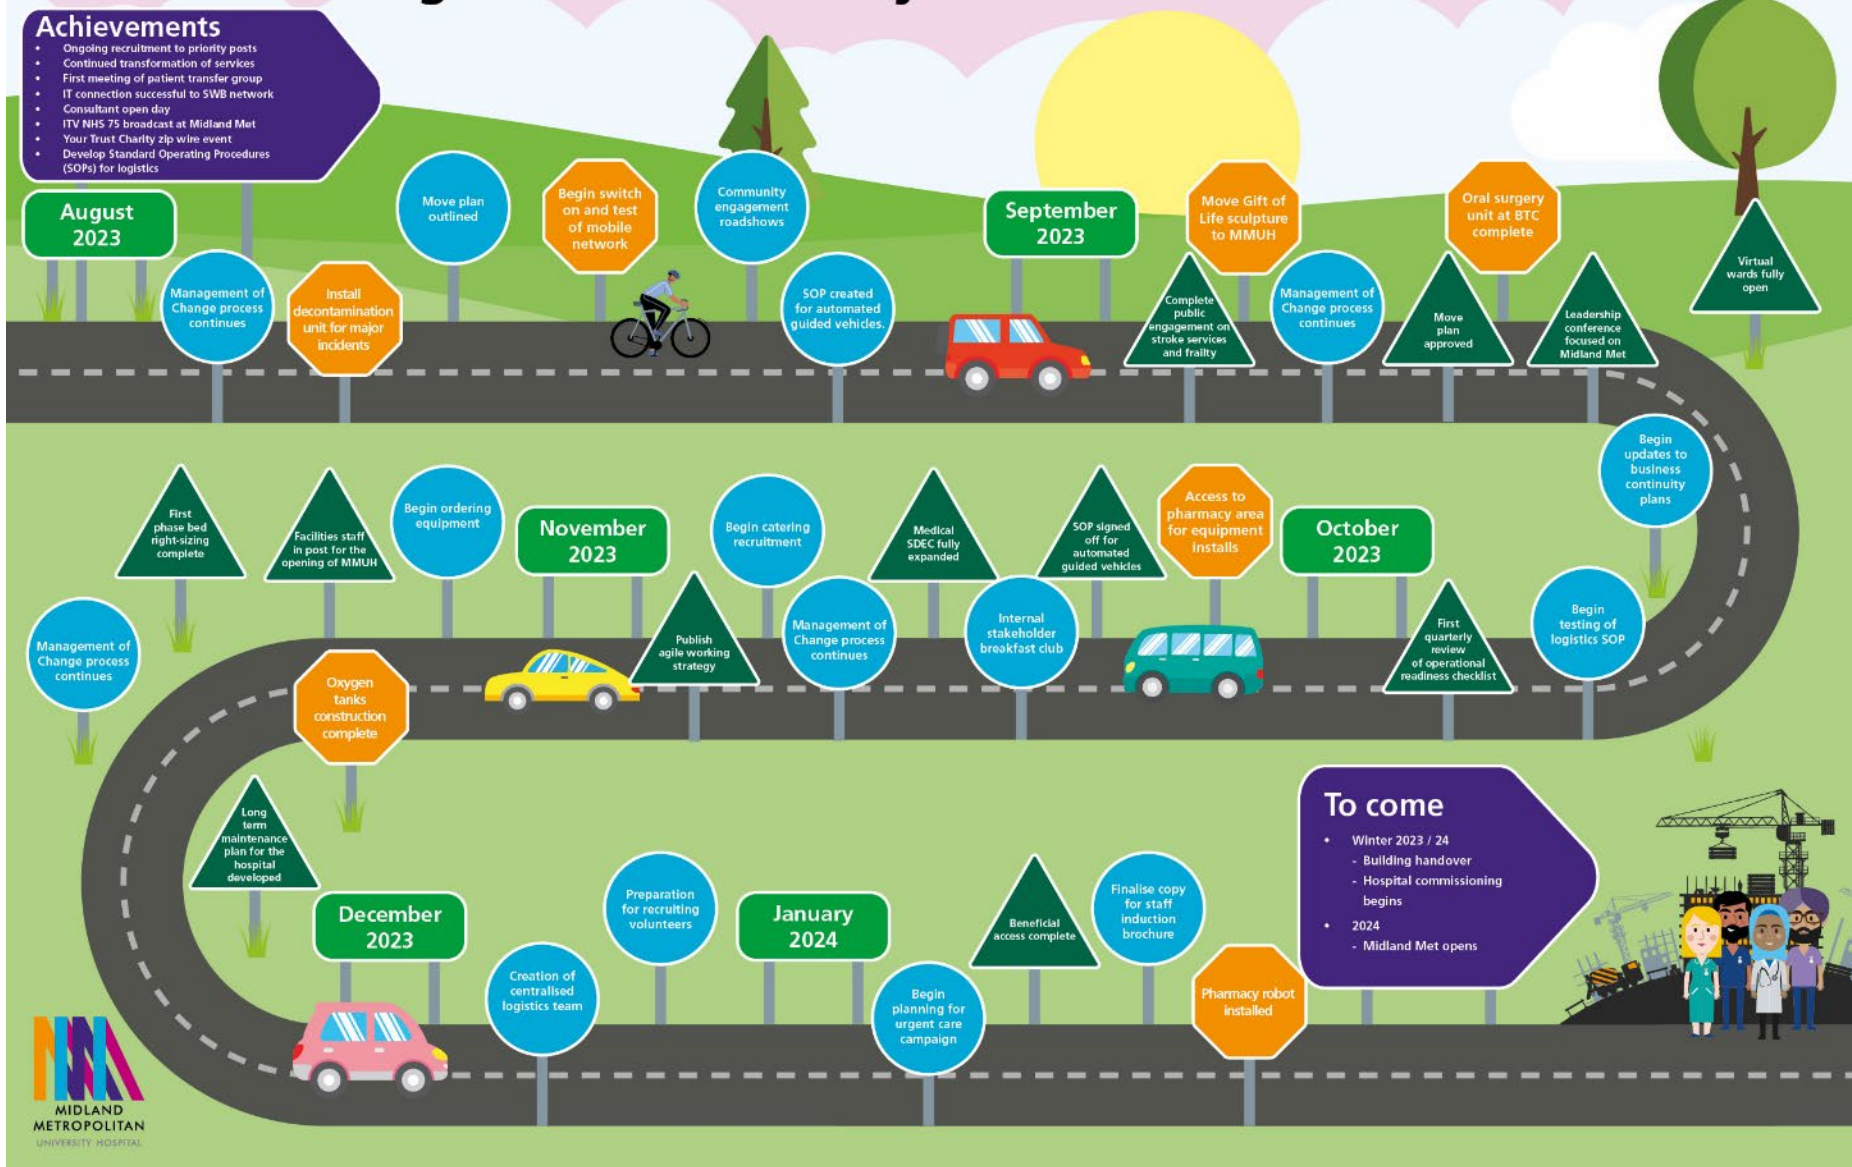 Achievements
• Ongoing recruitment to priority posts
• Continued transformation of services
• First meeting of patient transfer group
• IT connection successful to SWB network
• Consultant open day
• ITV NHS 75 broadcast at Midland Met
• Your Trust Charity zip wire event
• Develop Standard Operating Procedures
(SOPs) for logistics
August
2023
Management of
Change process
continues
Install
decontamination
unit for major
incidents
Move plan
outlined
Begin switch
on and test
of mobile
network
Community
engagement
roadshows
SOP created
for automated
guided vehicles.
September
2023
Complete
public
engagement on
stroke services
and frailty
Move Gift of
Life sculpture
to MMUH
Management of
Change process
continues
Move
plan
approved
Oral surgery
unit at BTC
complete
Leadership
conference
focused on
Midland Met
Virtual
wards fully
open
Begin
updates to
business
continuity
plans
Begin
testing of
logistics SOP
First
quarterly
review
of operational
readiness checklist
October
2023
Access to
pharmacy area
for equipment
installs
SOP signed
off for
automated
guided vehicles
Internal
stakeholder
breakfast club
Medical
SDEC fully
expanded
Management of
Change process
continues
Begin catering
recruitment
Publish
agile working
strategy
November
2023
Begin ordering
equipment
Facilities staff
in post for the
opening of MMUH
First
phase bed
right-sizing
complete
Management of
Change process
continues
Oxygen
tanks
construction
complete
Long
term
maintenance
plan for the
hospital
developed
December
2023
Creation of
centralised
logistics team
Preparation
for recruiting
volunteers
January
2024
Begin
planning for
urgent care
campaign
Beneficial
access complete
Finalise copy
for staff
induction
brochure
Pharmacy robot
installed
To come
• Winter 2023 / 24
- Building handover
- Hospital commissioning
begins
• 2024
- Midland Met opens
MIDLAND
METROPOLITAN
UNIVERSITY HOSPITAL